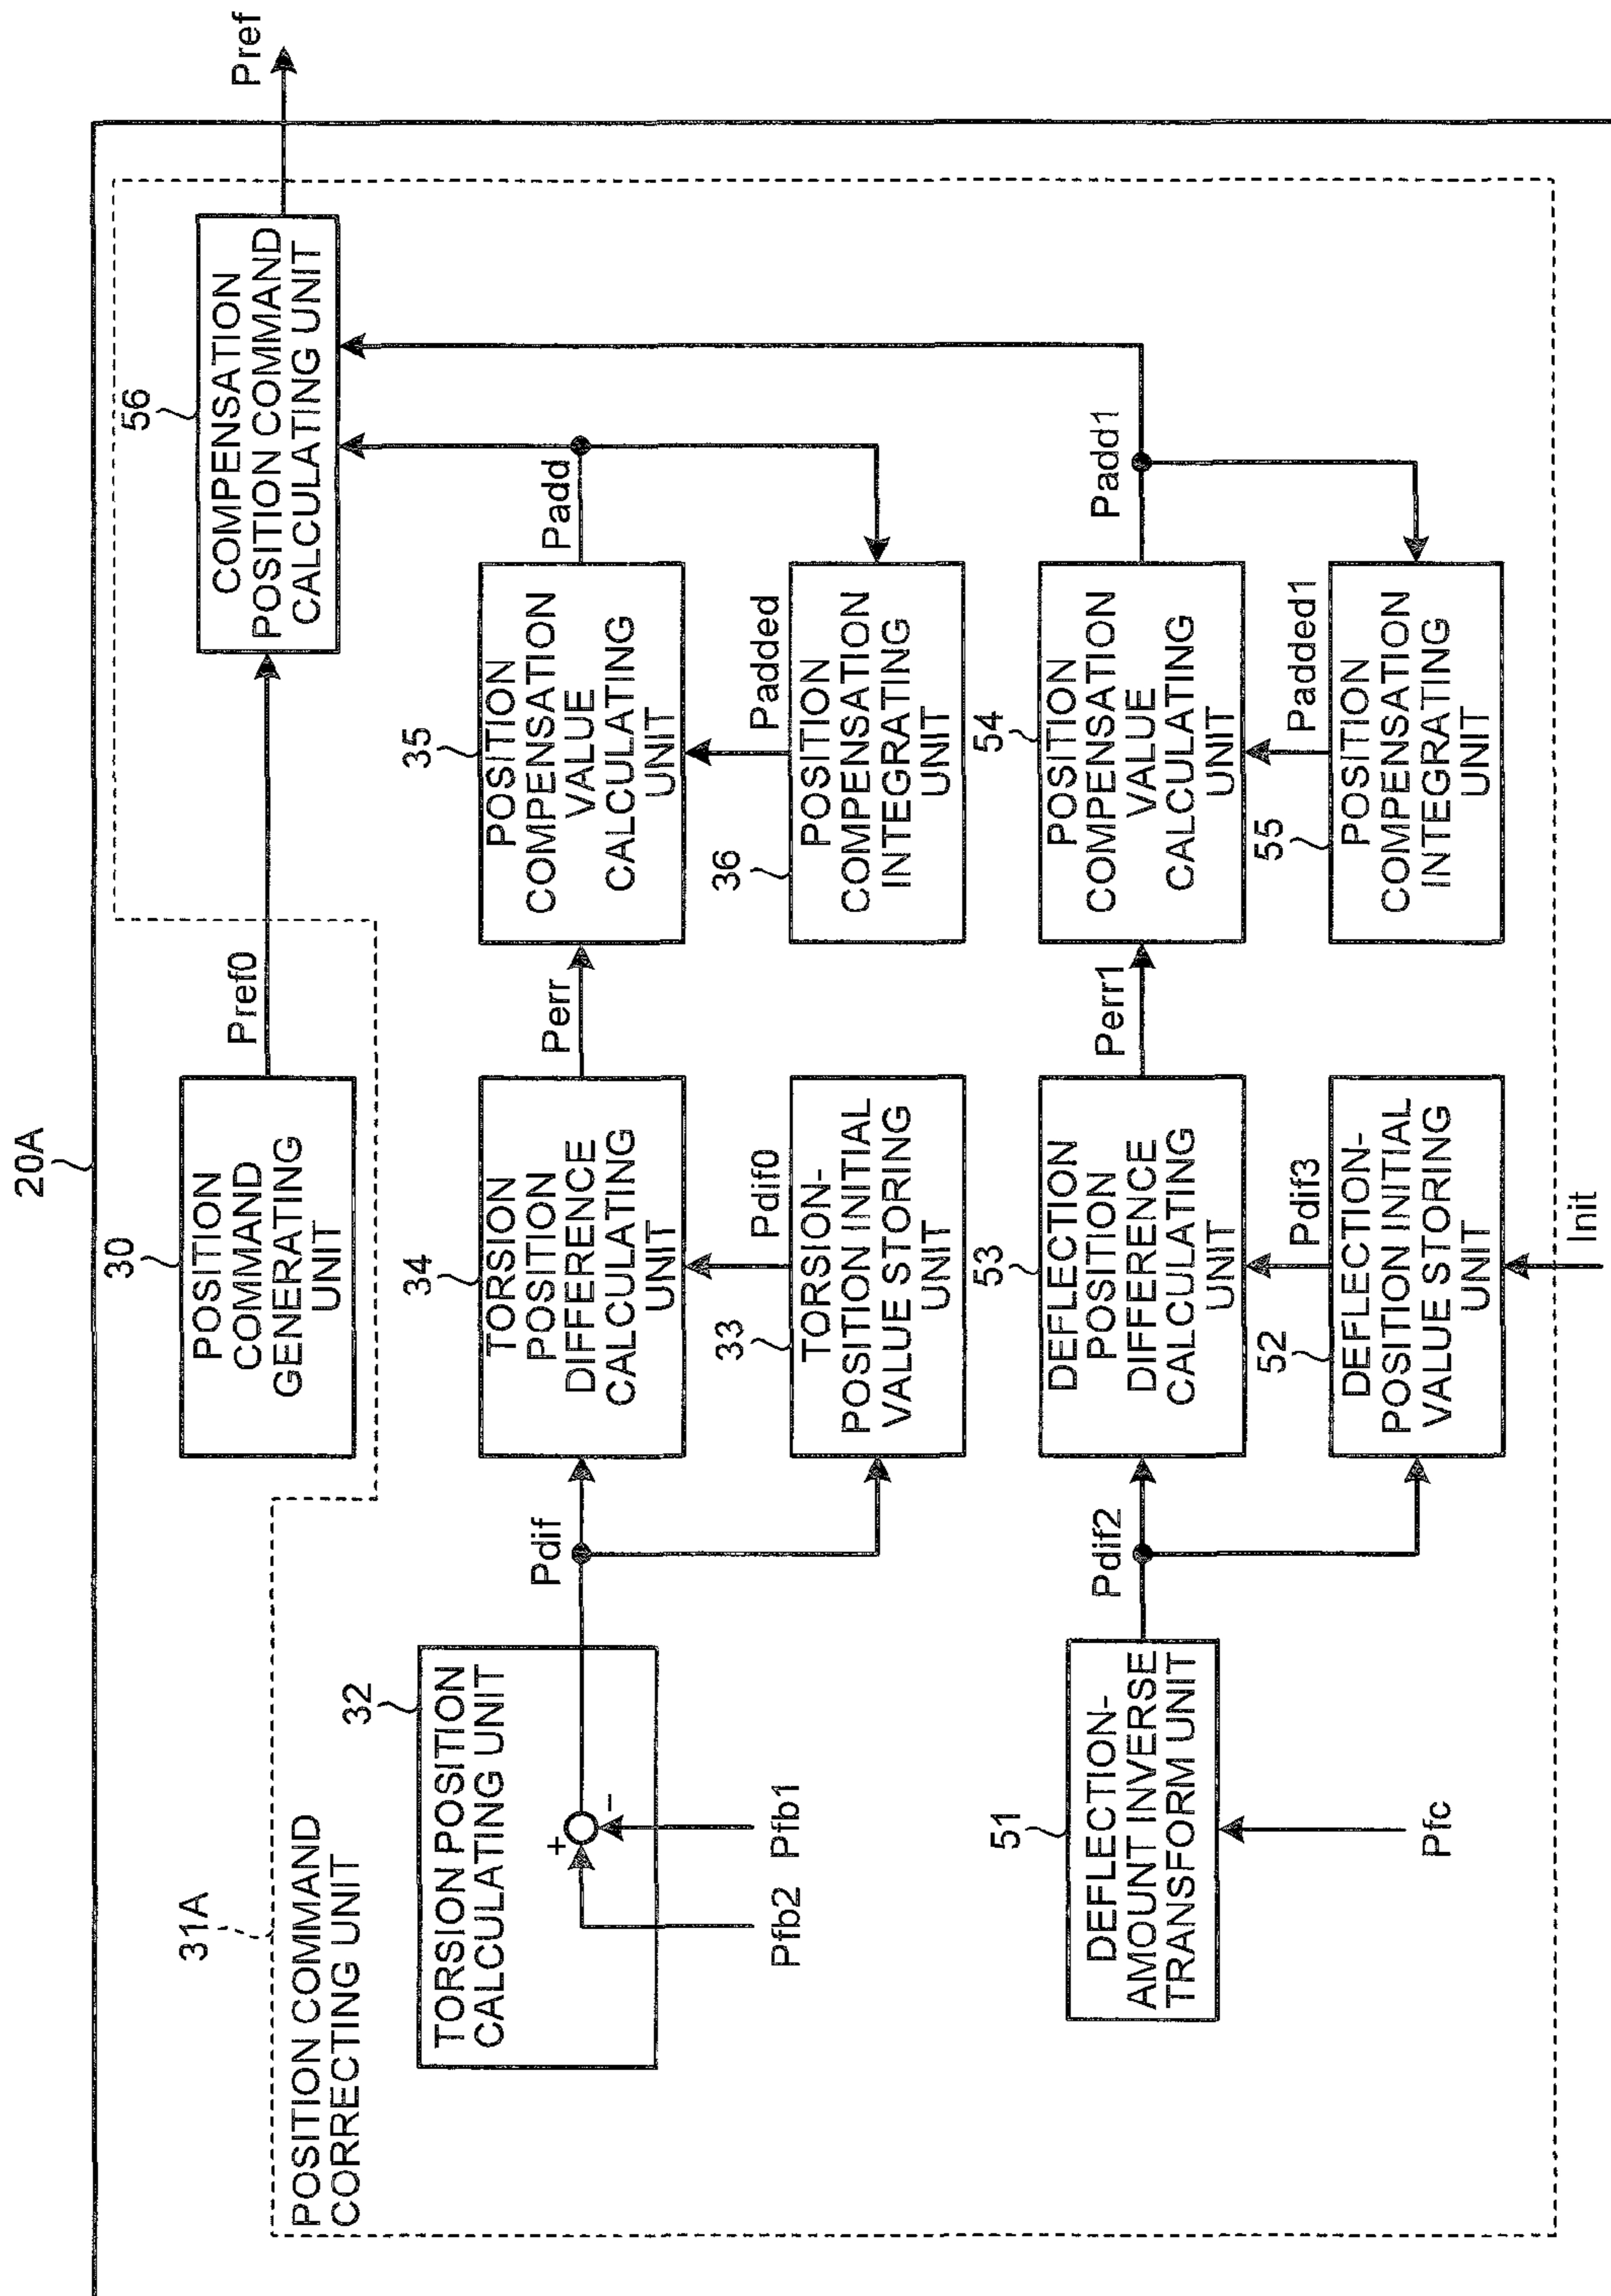 20A
31A
POSITION COMMAND
CORRECTING UNIT
30
POSITION
COMMAND
GENERATING
UNIT
Pref0
56
COMPENSATION
POSITION COMMAND
CALCULATING UNIT
Pref
32
TORSION POSITION
CALCULATING UNIT
+
−
Pfb2
Pfb1
Pdif
34
TORSION
POSITION
DIFFERENCE
CALCULATING
UNIT
Pdif0
33
TORSION-
POSITION INITIAL
VALUE STORING
UNIT
Perr
35
POSITION
COMPENSATION
VALUE
CALCULATING
UNIT
Padd
Padded
36
POSITION
COMPENSATION
INTEGRATING
UNIT
51
DEFLECTION-
AMOUNT INVERSE
TRANSFORM UNIT
Pfc
Pdif2
53
DEFLECTION
POSITION
DIFFERENCE
CALCULATING
UNIT
Pdif3
52
DEFLECTION-
POSITION INITIAL
VALUE STORING
UNIT
Init
Perr1
54
POSITION
COMPENSATION
VALUE
CALCULATING
UNIT
Padd1
Padded1
55
POSITION
COMPENSATION
INTEGRATING
UNIT